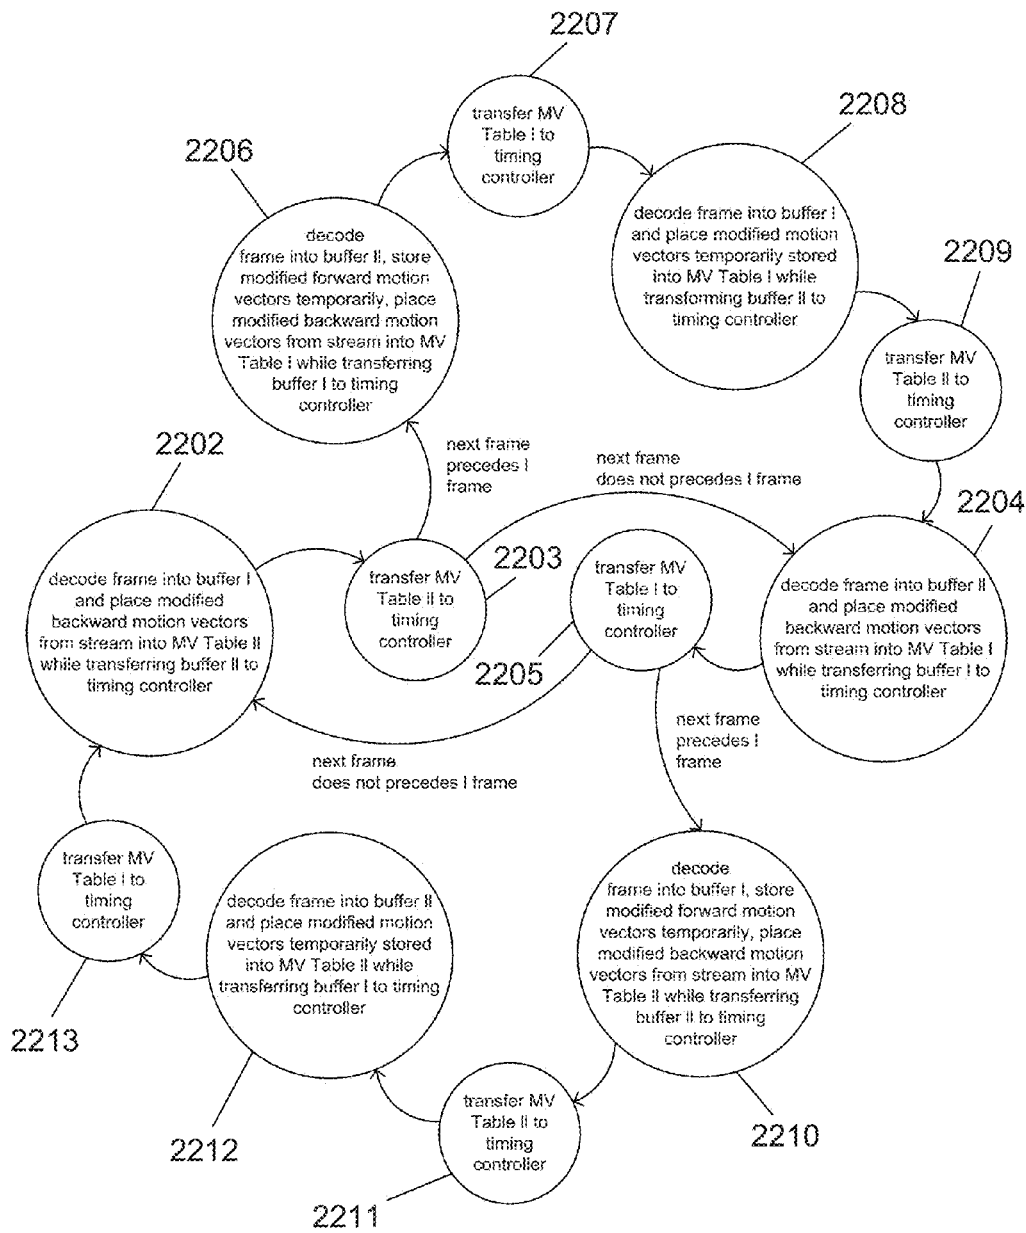 2207
transfer MV
Table I to
timing
controller
2208
decode frame into buffer I
and place modified motion
vectors temporarily stored
into MV Table I while
transforming buffer II to
timing controller
2206
decode
frame into buffer II, store
modified forward motion
vectors temporarily, place
modified backward motion
vectors from stream into MV
Table I while transferring
buffer I to timing
controller
2209
transfer MV
Table II to
timing
controller
2202
decode frame into buffer I
and place modified
backward motion vectors
from stream into MV Table II
while transferring buffer II to
timing controller
next frame
precedes I
frame
next frame
does not precedes I frame
2203
transfer MV
Table II to
timing
controller
2205
transfer MV
Table I to
timing
controller
2204
decode frame into buffer II
and place modified
backward motion vectors
from stream into MV Table I
while transferring buffer I to
timing controller
next frame
does not precedes I frame
next frame
precedes I
frame
transfer MV
Table I to
timing
controller
2213
decode frame into buffer II
and place modified motion
vectors temporarily stored
into MV Table II while
transferring buffer I to timing
controller
2212
decode
frame into buffer I, store
modified forward motion
vectors temporarily, place
modified backward motion
vectors from stream into MV
Table II while transferring
buffer II to timing
controller
2210
transfer MV
Table II to
timing
controller
2211